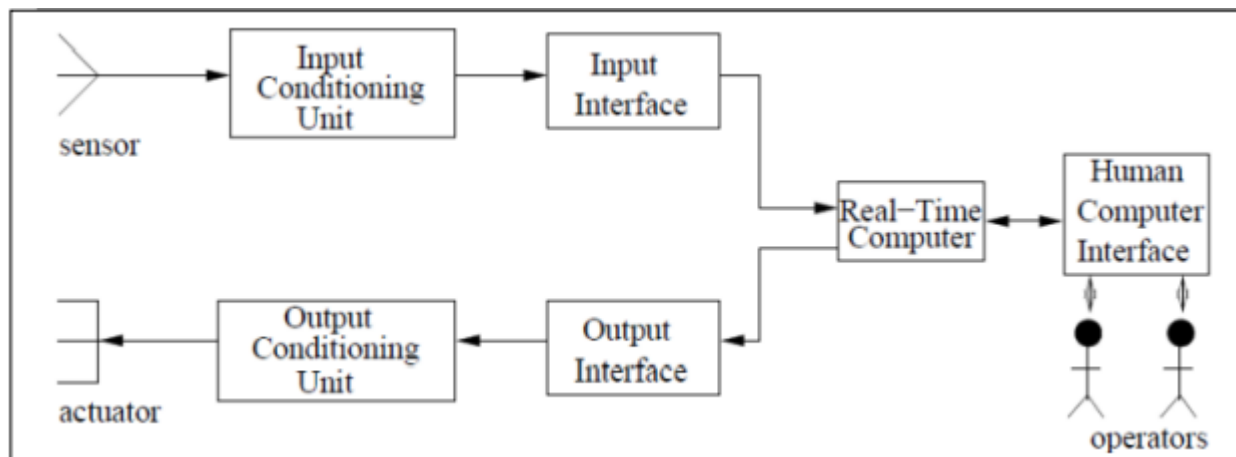 Input
Conditioning
Unit
sensor
Input
Interface
Real-Time
Computer
Human
Computer
Interface
Output
Conditioning
Unit
actuator
Output
Interface
operators